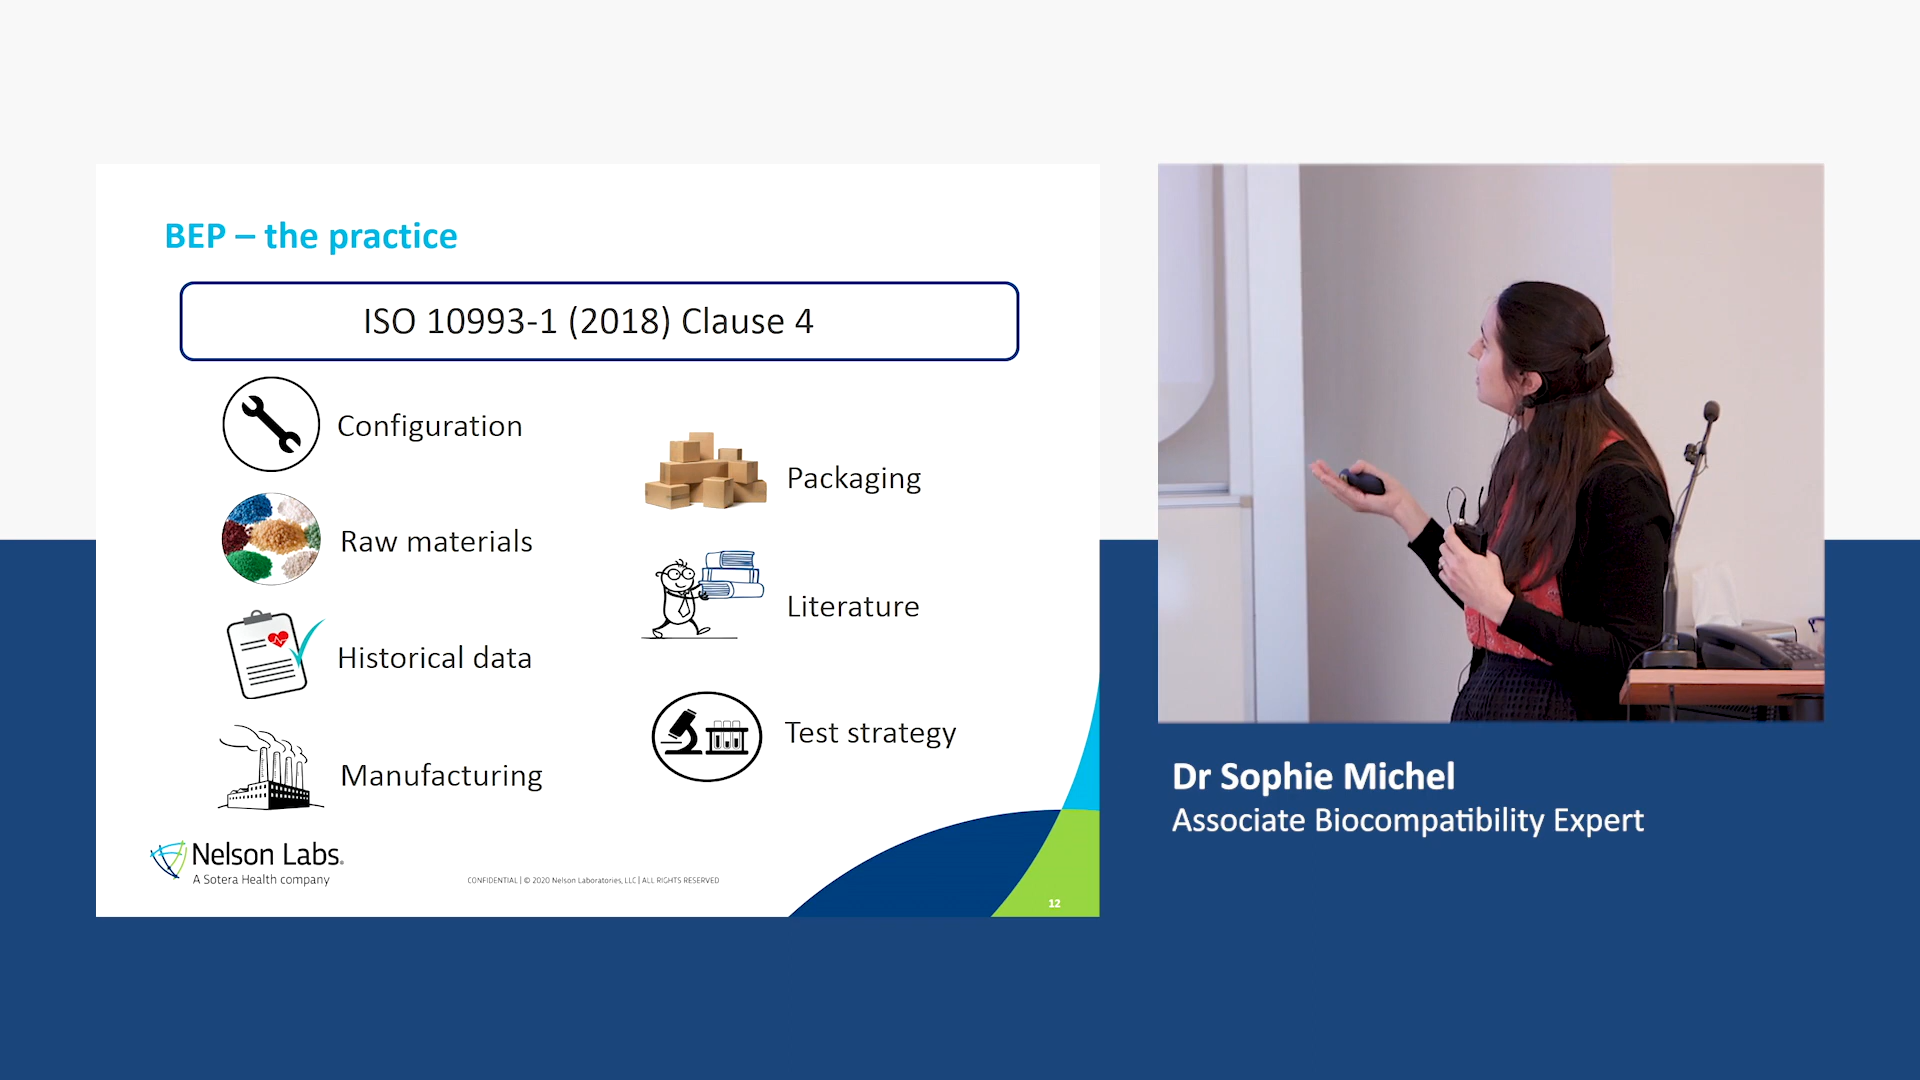 BEP – the practice
ISO 10993-1 (2018) Clause 4
Configuration
Raw materials
Historical data
Manufacturing
Packaging
Literature
Test strategy
Nelson Labs.
A Sotera Health company
CONFIDENTIAL | © 2020 Nelson Laboratories, LLC | ALL RIGHTS RESERVED
12
Dr Sophie Michel
Associate Biocompatibility Expert